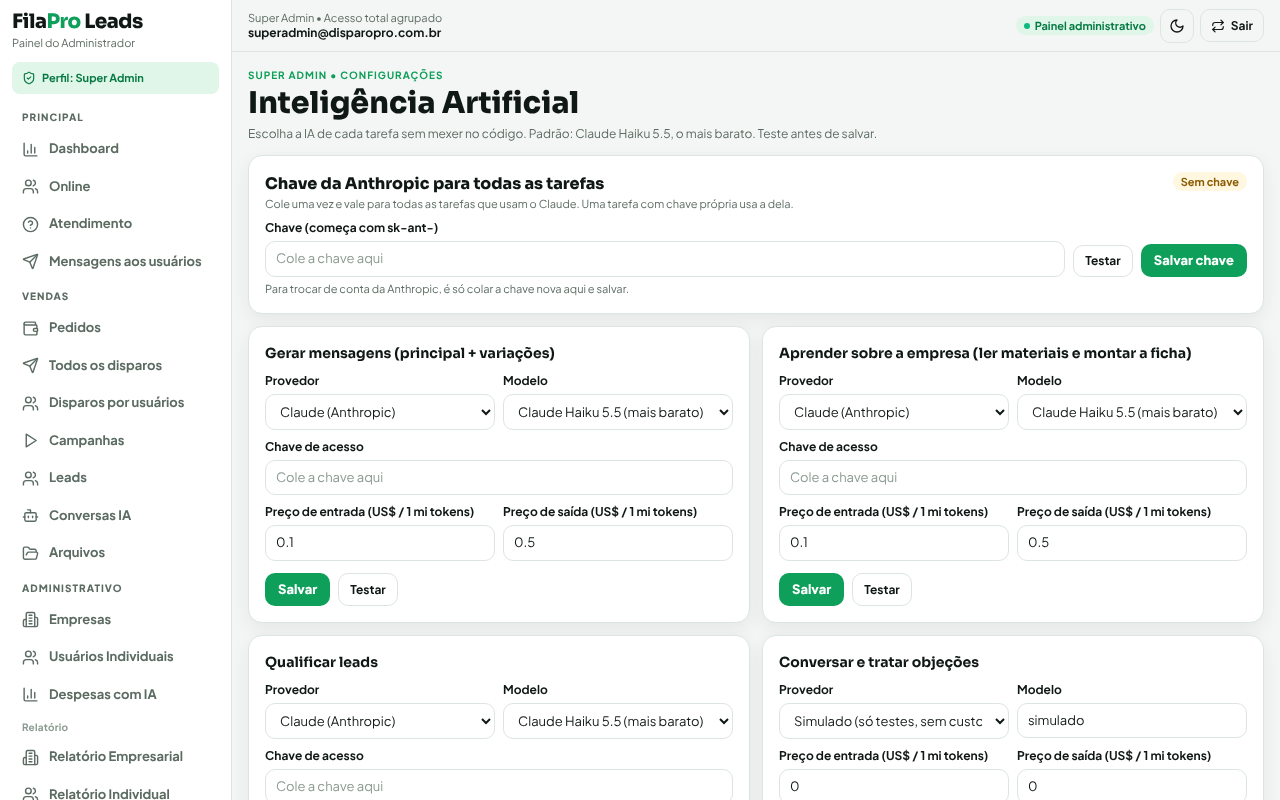 FilaPro Leads
Painel do Administrador
Perfil: Super Admin
PRINCIPAL
Dashboard
Online
Atendimento
Mensagens aos usuários
VENDAS
Pedidos
Todos os disparos
Disparos por usuários
Campanhas
Leads
Conversas IA
Arquivos
ADMINISTRATIVO
Empresas
Usuários Individuais
Despesas com IA
Relatório
Relatório Empresarial
Relatório Individual
Super Admin • Acesso total agrupado
superadmin@disparopro.com.br
Painel administrativo
Sair
SUPER ADMIN • CONFIGURAÇÕES
Inteligência Artificial
Escolha a IA de cada tarefa sem mexer no código. Padrão: Claude Haiku 5.5, o mais barato. Teste antes de salvar.
Chave da Anthropic para todas as tarefas
Sem chave
Cole uma vez e vale para todas as tarefas que usam o Claude. Uma tarefa com chave própria usa a dela.
Chave (começa com sk-ant-)
Cole a chave aqui
Testar
Salvar chave
Para trocar de conta da Anthropic, é só colar a chave nova aqui e salvar.
Gerar mensagens (principal + variações)
Provedor Modelo
Claude (Anthropic) Claude Haiku 5.5 (mais barato)
Chave de acesso
Cole a chave aqui
Preço de entrada (US$ / 1 mi tokens) Preço de saída (US$ / 1 mi tokens)
0.1 0.5
Salvar Testar
Aprender sobre a empresa (ler materiais e montar a ficha)
Provedor Modelo
Claude (Anthropic) Claude Haiku 5.5 (mais barato)
Chave de acesso
Cole a chave aqui
Preço de entrada (US$ / 1 mi tokens) Preço de saída (US$ / 1 mi tokens)
0.1 0.5
Salvar Testar
Qualificar leads
Provedor Modelo
Claude (Anthropic) Claude Haiku 5.5 (mais barato)
Chave de acesso
Cole a chave aqui
Conversar e tratar objeções
Provedor Modelo
Simulado (só testes, sem custo simulado
Preço de entrada (US$ / 1 mi tokens) Preço de saída (US$ / 1 mi tokens)
0 0